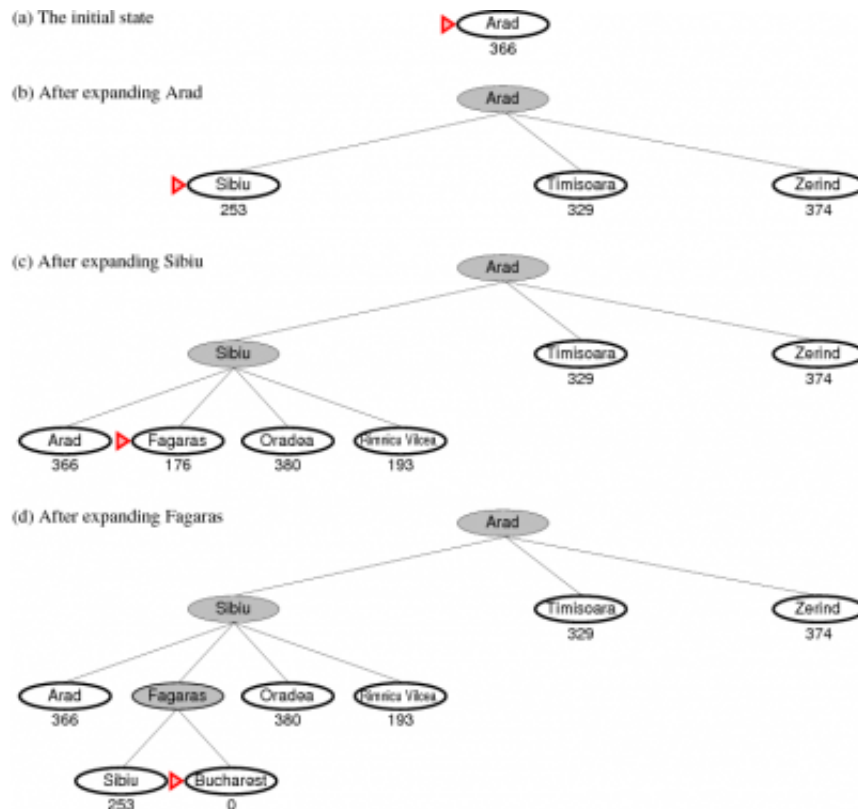 (a) The initial state
Arad
366
(b) After expanding Arad
Arad
Sibiu Timisoara Zerind
253 329 374
(c) After expanding Sibiu
Arad
Sibiu Timisoara Zerind
329 374
Arad Fagaras Oradea Rimnicu Vilcea
366 176 380 193
(d) After expanding Fagaras
Arad
Sibiu Timisoara Zerind
329 374
Arad Fagaras Oradea Rimnicu Vilcea
366 380 193
Sibiu Bucharest
253 0